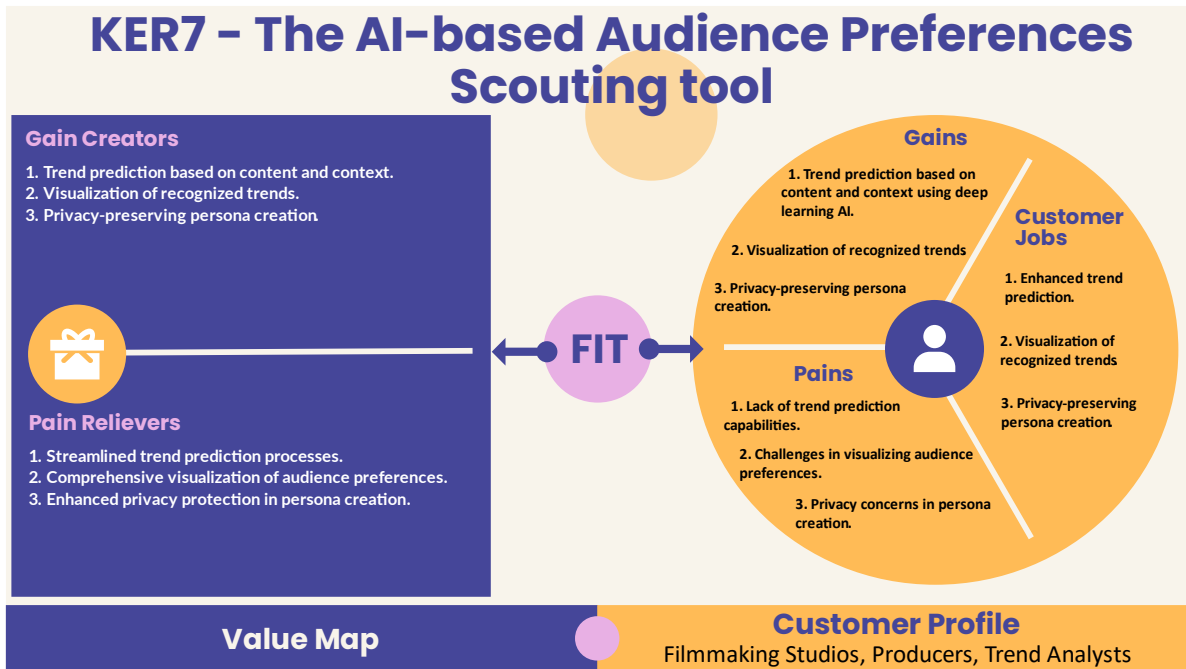 KER7 - The AI-based Audience Preferences
Scouting tool
Gain Creators
1. Trend prediction based on content and context.
2. Visualization of recognized trends.
3. Privacy-preserving persona creation.
Pain Relievers
1. Streamlined trend prediction processes.
2. Comprehensive visualization of audience preferences.
3. Enhanced privacy protection in persona creation.
FIT
Gains
1. Trend prediction based on
content and context using deep
learning AI.
2. Visualization of recognized trends
3. Privacy-preserving persona
creation.
Customer
Jobs
1. Enhanced trend
prediction.
2. Visualization of
recognized trends
3. Privacy-preserving
persona creation.
Pains
1. Lack of trend prediction
capabilities.
2. Challenges in visualizing audience
preferences.
3. Privacy concerns in persona
creation.
Value Map
Customer Profile
Filmmaking Studios, Producers, Trend Analysts